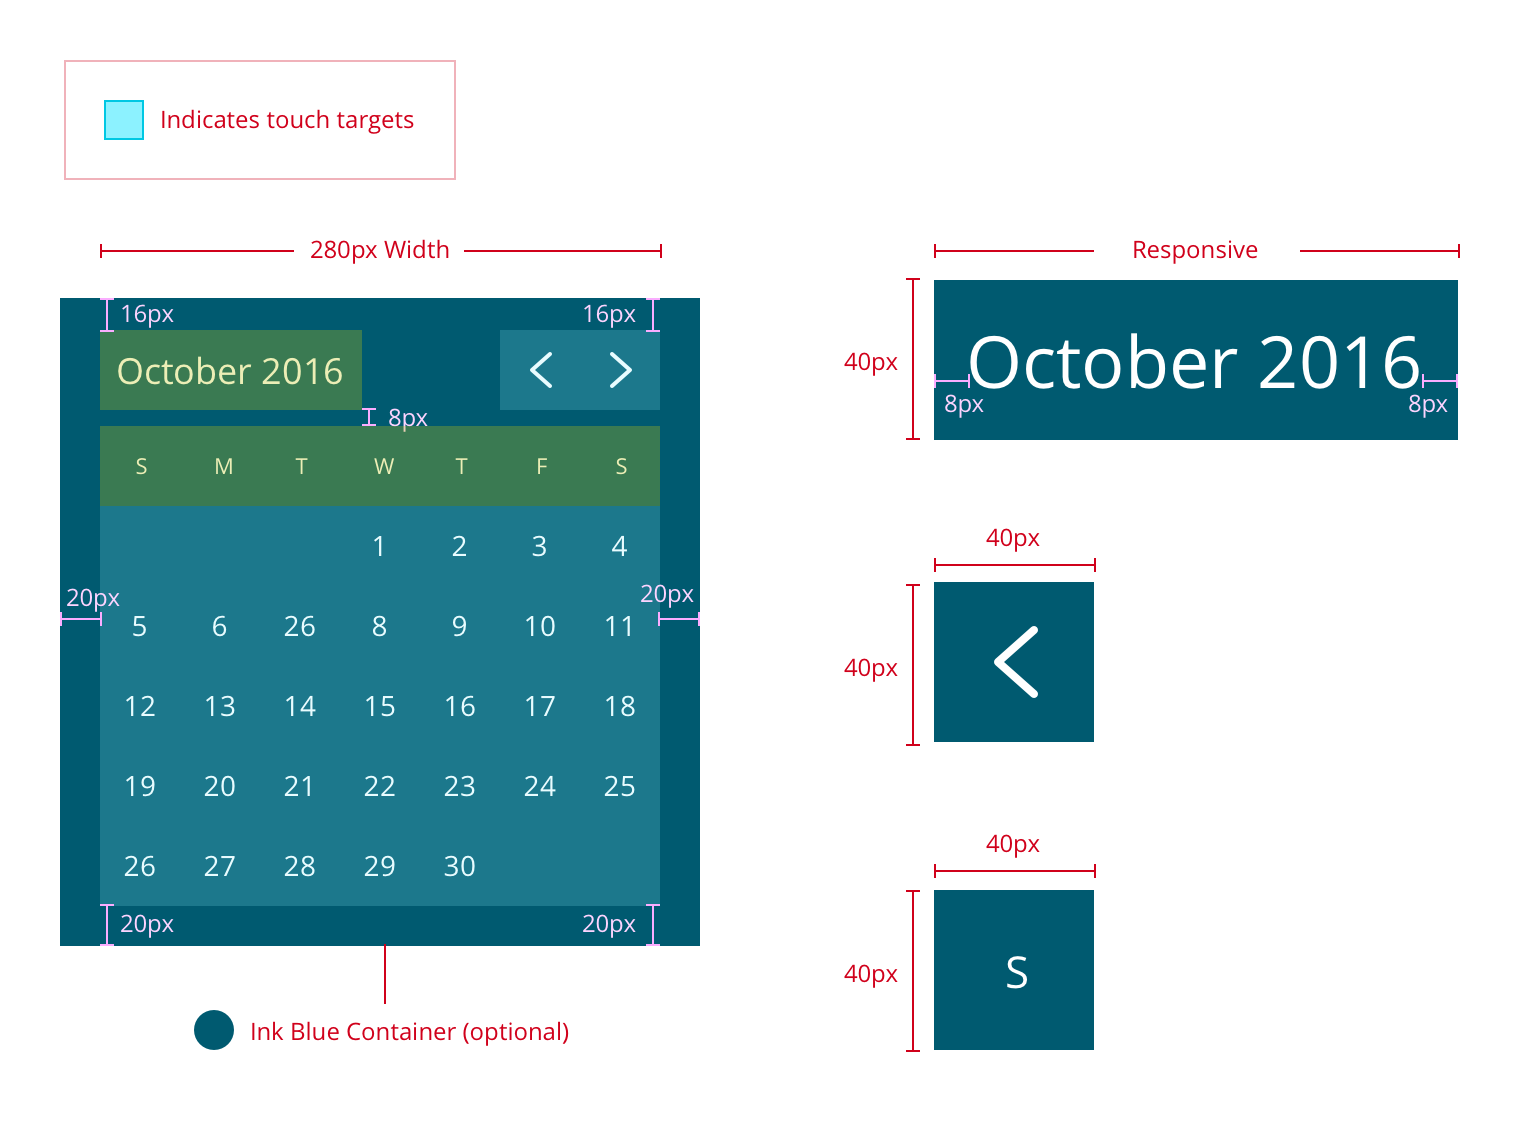 Indicates touch targets
280px Width
16px
16px
October 2016
8px
S M T W T F S
1 2 3 4
20px
20px
5 6 26 8 9 10 11
12 13 14 15 16 17 18
19 20 21 22 23 24 25
26 27 28 29 30
20px
20px
Ink Blue Container (optional)
Responsive
40px
October 2016
8px
8px
40px
40px
40px
40px
S